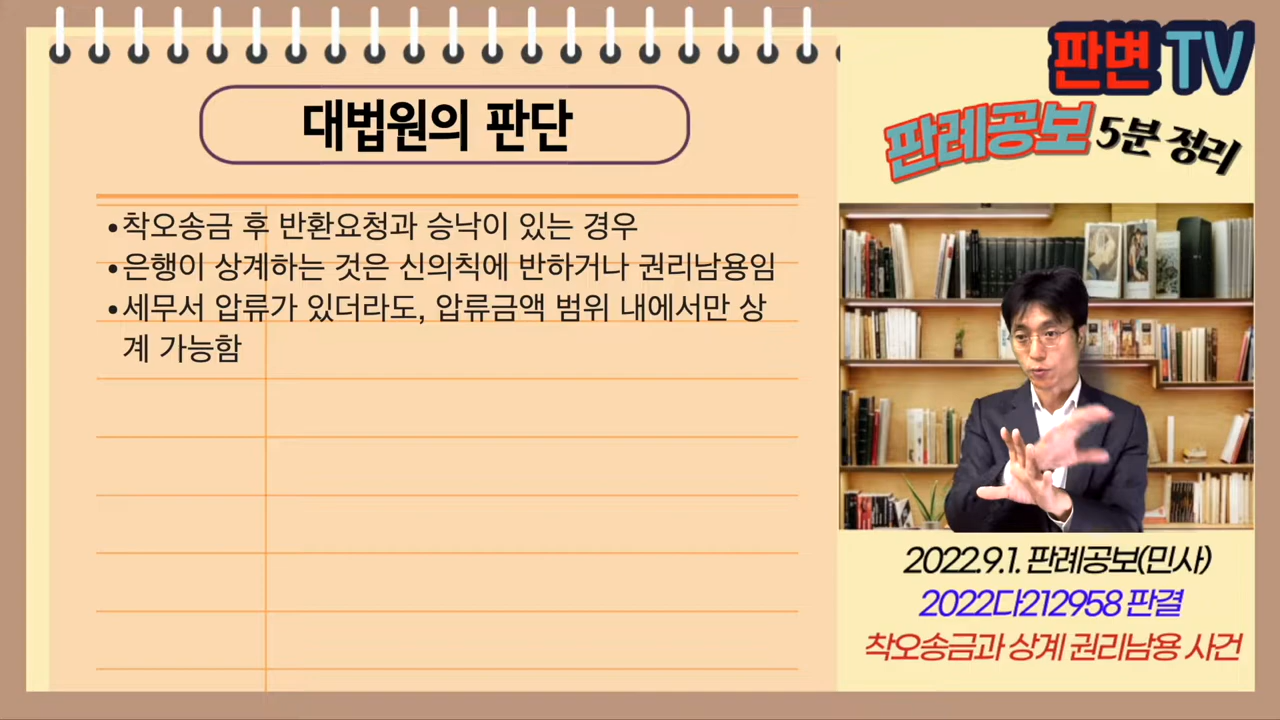 판변 TV
판례공보 5분 정리
대법원의 판단
•착오송금 후 반환요청과 승낙이 있는 경우
•은행이 상계하는 것은 신의칙에 반하거나 권리남용임
•세무서 압류가 있더라도, 압류금액 범위 내에서만 상
계 가능함
2022.9.1. 판례공보(민사)
2022다212958 판결
착오송금과 상계 권리남용 사건